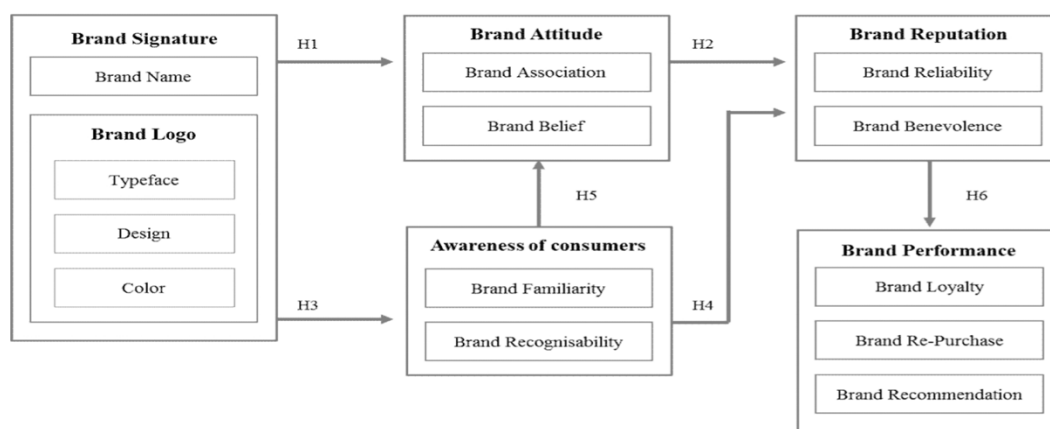 Brand Signature
Brand Name
Brand Logo
Typeface
Design
Color
H1
H3
Brand Attitude
Brand Association
Brand Belief
H5
Awareness of consumers
Brand Familiarity
Brand Recognisability
H2
H4
Brand Reputation
Brand Reliability
Brand Benevolence
H6
Brand Performance
Brand Loyalty
Brand Re-Purchase
Brand Recommendation